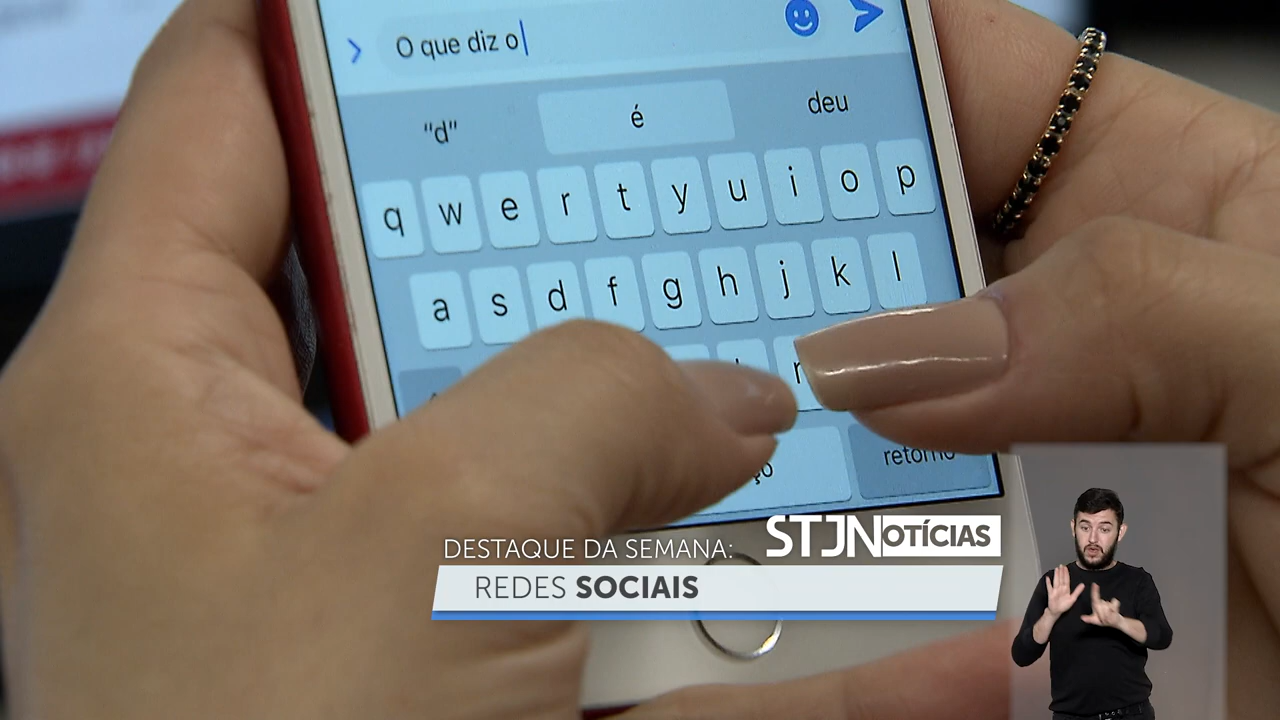 O que diz o
"d" é deu
q w e r t y u i o p
a s d f g h j k l
retorno
DESTAQUE DA SEMANA: STJNOTÍCIAS
REDES SOCIAIS